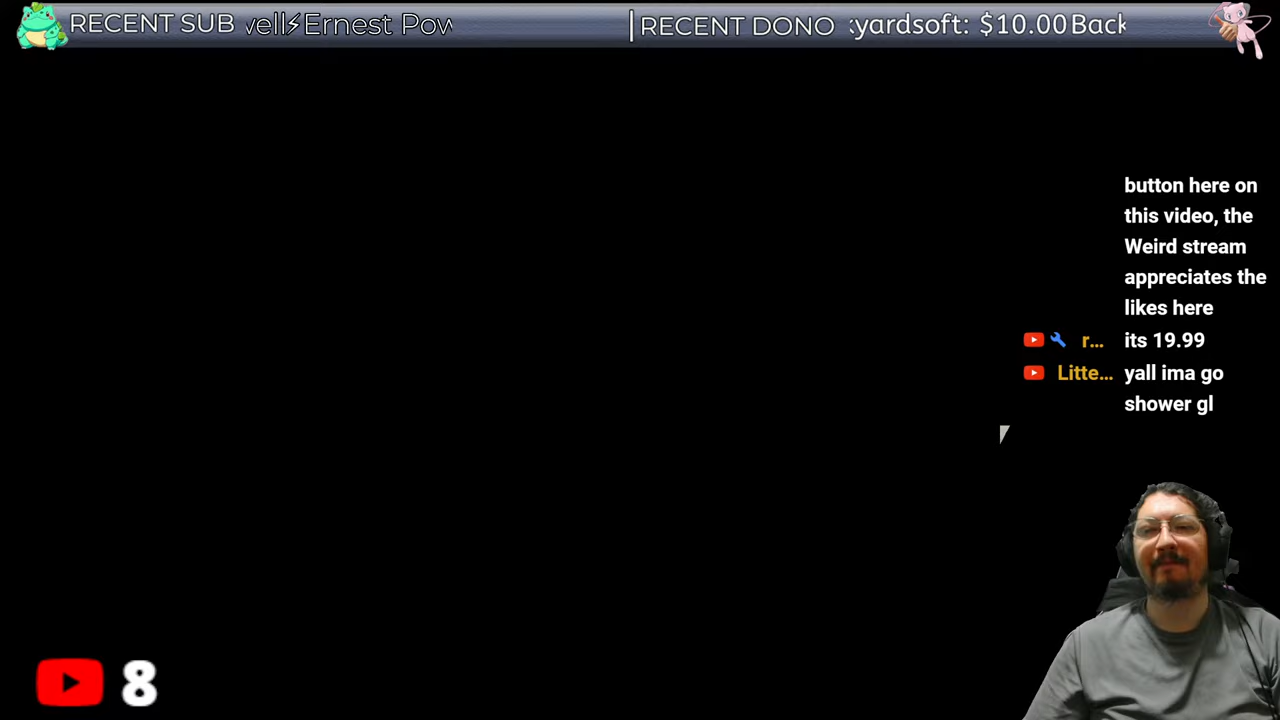 RECENT SUB vell⚡Ernest Pow
RECENT DONO yardsoft: $10.00 Back
button here on
this video, the
Weird stream
appreciates the
likes here
r... its 19.99
Litte... yall ima go
shower gl
8